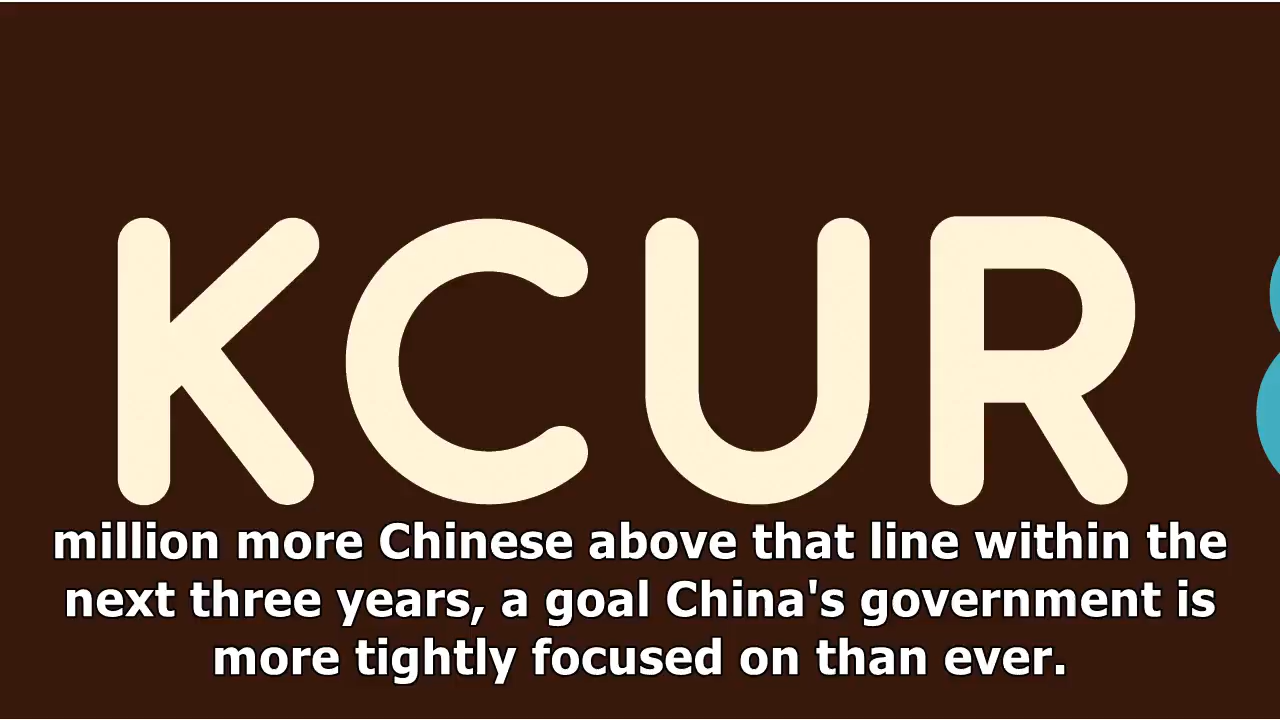 KCUR
million more Chinese above that line within the
next three years, a goal China's government is
more tightly focused on than ever.